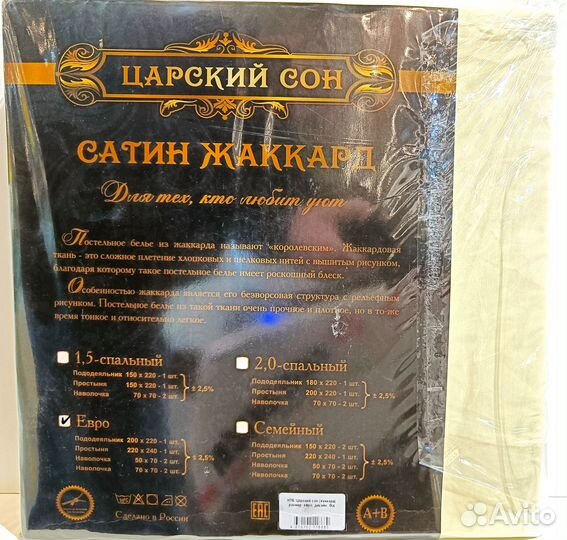 ЦАРСКИЙ СОН
САТИН ЖАККАРД
Для тех, кто любит уют
Постельное белье из жаккарда называют "королевским". Жаккардовая
ткань - это сложное плетение хлопковых и шелковых нитей с вышитым рисунком,
благодаря которому такое постельное белье имеет роскошный блеск.
Особенностью жаккарда является его безворсовая структура с рельефным
рисунком. Постельное белье из такой ткани очень прочное и плотное, но в то-же
время тонкое и относительно легкое.
1,5-спальный
Пододеяльник 150 х 220 - 1 шт.
Простыня 150 х 220 - 1 шт.
Наволочка 70 х 70 - 2 шт.
± 2,5%
2,0-спальный
Пододеяльник 180 х 220 - 1 шт.
Простыня 200 х 220 - 1 шт.
Наволочка 70 х 70 - 2 шт.
± 2,5%
Евро
Пододеяльник 200 х 220 - 1 шт.
Простыня 220 х 240 - 1 шт.
Наволочка 50 х 70 - 2 шт.
Наволочка 70 х 70 - 2 шт.
± 2,5%
Семейный
Пододеяльник 150 х 220 - 2 шт.
Простыня 220 х 240 - 1 шт.
Наволочка 50 х 70 - 2 шт.
Наволочка 70 х 70 - 2 шт.
± 2,5%
Сделано в России
EAC
КПБ Царский сон
размер евро
А+В
Avito